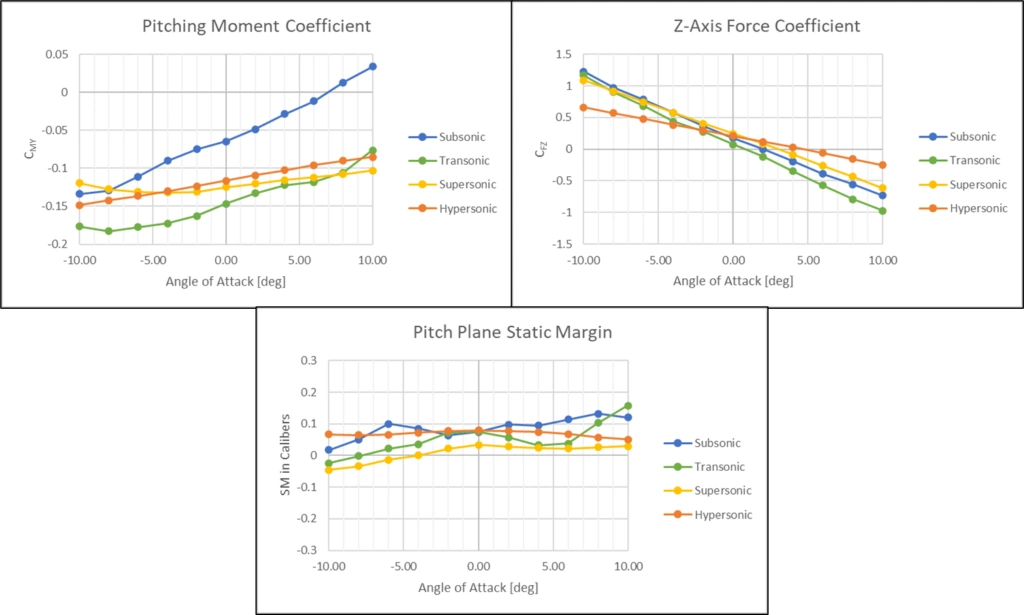 Pitching Moment Coefficient
0.05
0
-0.05
-0.1
-0.15
-0.2
C_MY
-10.00 -5.00 0.00 5.00 10.00
Angle of Attack [deg]
Subsonic
Transonic
Supersonic
Hypersonic
Z-Axis Force Coefficient
1.5
1
0.5
0
-0.5
-1
-1.5
C_FZ
-10.00 -5.00 0.00 5.00 10.00
Angle of Attack [deg]
Subsonic
Transonic
Supersonic
Hypersonic
Pitch Plane Static Margin
0.3
0.2
0.1
0
-0.1
-0.2
-0.3
SM in Calibers
-10.00 -5.00 0.00 5.00 10.00
Angle of Attack [deg]
Subsonic
Transonic
Supersonic
Hypersonic